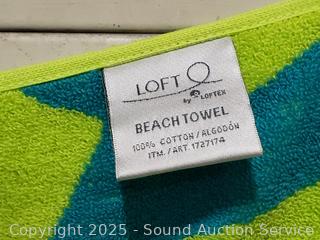 LOFT
by LOFTEX
BEACH TOWEL
100% COTTON / ALGODÓN
ITM. / ART. 1727174
Copyright 2025 - Sound Auction Service